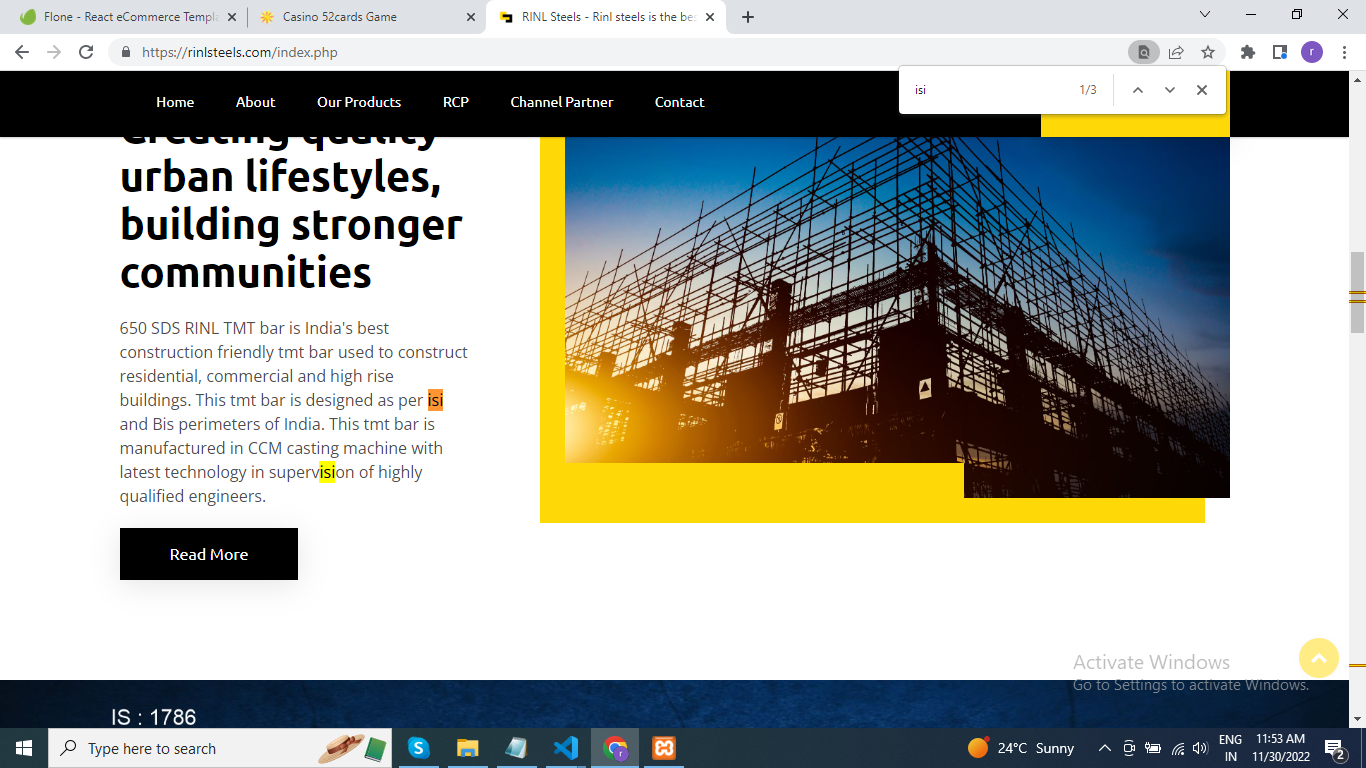 Flone - React eCommerce Templa
Casino 52cards Game
RINL Steels - Rinl steels is the bes
https://rinlsteels.com/index.php
r
isi
1/3
Home
About
Our Products
RCP
Channel Partner
Contact
Creating quality
urban lifestyles,
building stronger
communities
650 SDS RINL TMT bar is India's best
construction friendly tmt bar used to construct
residential, commercial and high rise
buildings. This tmt bar is designed as per isi
and Bis perimeters of India. This tmt bar is
manufactured in CCM casting machine with
latest technology in supervision of highly
qualified engineers.
Read More
Activate Windows
Go to Settings to activate Windows.
IS : 1786
Type here to search
24°C Sunny
ENG
IN
11:53 AM
11/30/2022
2